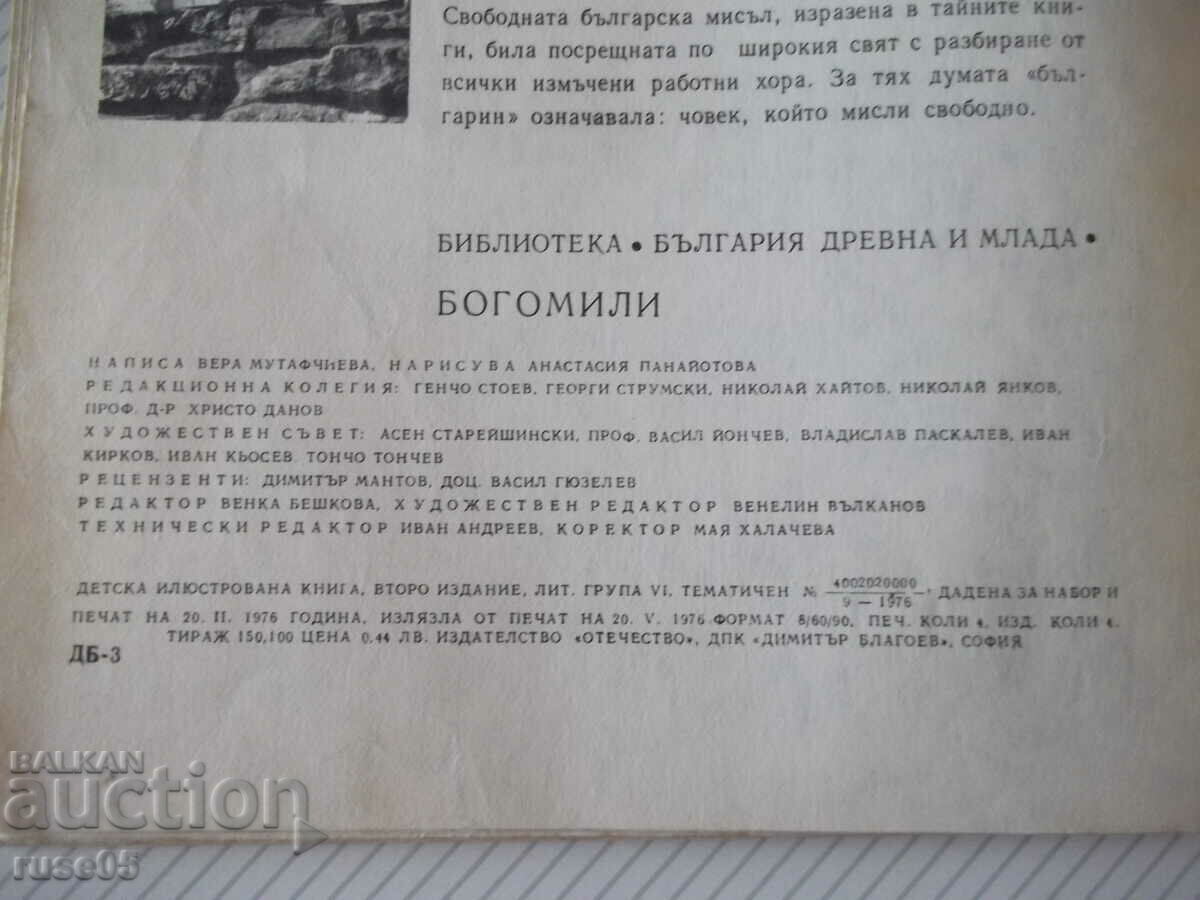 Свободната българска мисъл, изразена в тайните кни-
ги, била посрещната по широкия свят с разбиране от
всички измъчени работни хора. За тях думата «бъл-
гарин» означавала: човек, който мисли свободно.
БИБЛИОТЕКА • БЪЛГАРИЯ ДРЕВНА И МЛАДА •
БОГОМИЛИ
НАПИСА ВЕРА МУТАФЧИЕВА, НАРИСУВА АНАСТАСИЯ ПАНАЙОТОВА
РЕДАКЦИОННА КОЛЕГИЯ: ГЕНЧО СТОЕВ, ГЕОРГИ СТРУМСКИ, НИКОЛАЙ ХАЙТОВ, НИКОЛАЙ ЯНКОВ,
ПРОФ. Д-Р ХРИСТО ДАНОВ
ХУДОЖЕСТВЕН СЪВЕТ: АСЕН СТАРЕЙШИНСКИ, ПРОФ. ВАСИЛ ЙОНЧЕВ, ВЛАДИСЛАВ ПАСКАЛЕВ, ИВАН
КИРКОВ, ИВАН КЬОСЕВ, ТОНЧО ТОНЧЕВ
РЕЦЕНЗЕНТИ: ДИМИТЪР МАНТОВ, ДОЦ. ВАСИЛ ГЮЗЕЛЕВ
РЕДАКТОР ВЕНКА БЕШКОВА, ХУДОЖЕСТВЕН РЕДАКТОР ВЕНЕЛИН ВЪЛКАНОВ
ТЕХНИЧЕСКИ РЕДАКТОР ИВАН АНДРЕЕВ, КОРЕКТОР МАЯ ХАЛАЧЕВА
ДЕТСКА ИЛЮСТРОВАНА КНИГА, ВТОРО ИЗДАНИЕ, ЛИТ. ГРУПА VI, ТЕМАТИЧЕН № 4002020000 / 9 — 1976, ДАДЕНА ЗА НАБОР И
ПЕЧАТ НА 20. II. 1976 ГОДИНА, ИЗЛЯЗЛА ОТ ПЕЧАТ НА 20. V. 1976 ФОРМАТ 8/60/90, ПЕЧ. КОЛИ 4, ИЗД. КОЛИ 4.
ТИРАЖ 150,100 ЦЕНА 0.44 ЛВ. ИЗДАТЕЛСТВО «ОТЕЧЕСТВО», ДПК «ДИМИТЪР БЛАГОЕВ», СОФИЯ
ДБ-3
BALKAN
auction
ruse05